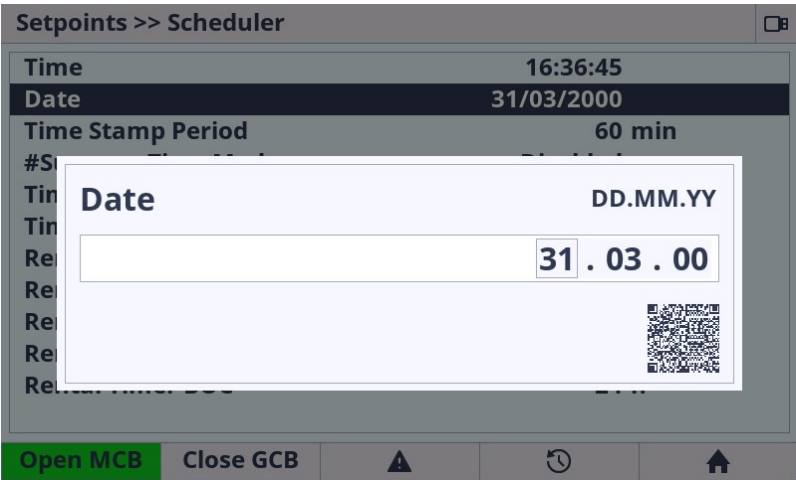 Setpoints >> Scheduler
Time 16:36:45
Date 31/03/2000
Time Stamp Period 60 min
Date DD.MM.YY
31 . 03 . 00
Open MCB Close GCB